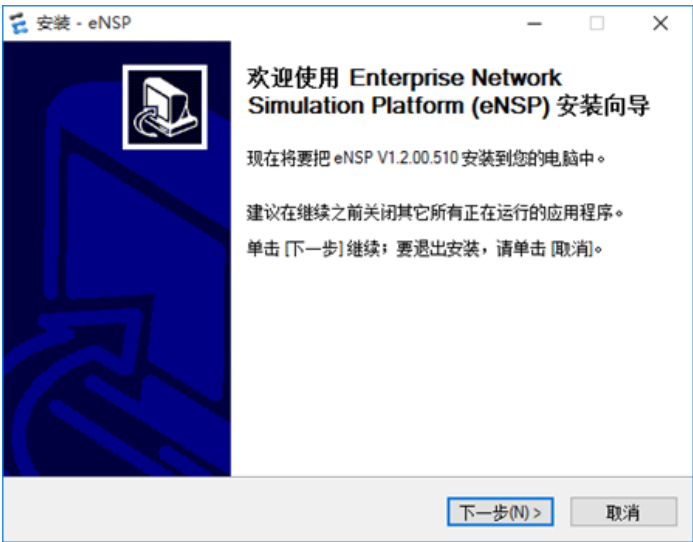 安装 - eNSP
欢迎使用 Enterprise Network
Simulation Platform (eNSP) 安装向导
现在将要把 eNSP V1.2.00.510 安装到您的电脑中。
建议在继续之前关闭其它所有正在运行的应用程序。
单击 [下一步] 继续；要退出安装，请单击 [取消]。
下一步(N) >
取消